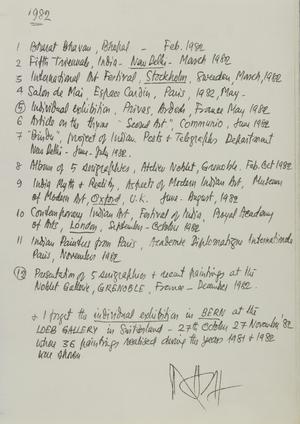 1982
1 Bharat Bhavan, Bhopal - Feb. 1982
2 Fifth Triennale, India - New Delhi - March 1982
3 International Art Festival, Stockholm, Sweeden, March, 1982
4 Salon de Mai, Espace Cardin, Paris, 1982, May -
5 Individual exhibition, Privas, Ardech, France May 1982
6 Article on the theme "Sacred Art", Communio, June 1982
7 "Bindu", project of Indian Posts & Telegraphs Department
New Delhi - June - July 1982.
8 Album of 5 serigraphies, Atelier Noblet, Grenoble, Feb. Oct 1982
9 India Myth & Reality, Aspects of Modern Indian Art, Museum
of Modern Art, Oxford, U.K. June - August, 1982
10 Contemporary Indian Art, Festival of India, Royal Academy
of Arts, London, September - October 1982
11 Indian Painters from Paris, Academie Diplomatique Internationale
Paris, November 1982
12 Presentation of 5 serigraphies + recent paintings at the
Noblet Galerie, GRENOBLE, France - December 1982.
+ I forget the individual exhibition in BERN at the
LOEB GALLERY in Switserland - 27th October 27 November '82
where 36 paintings realised during the years 1981 & 1982
were shown